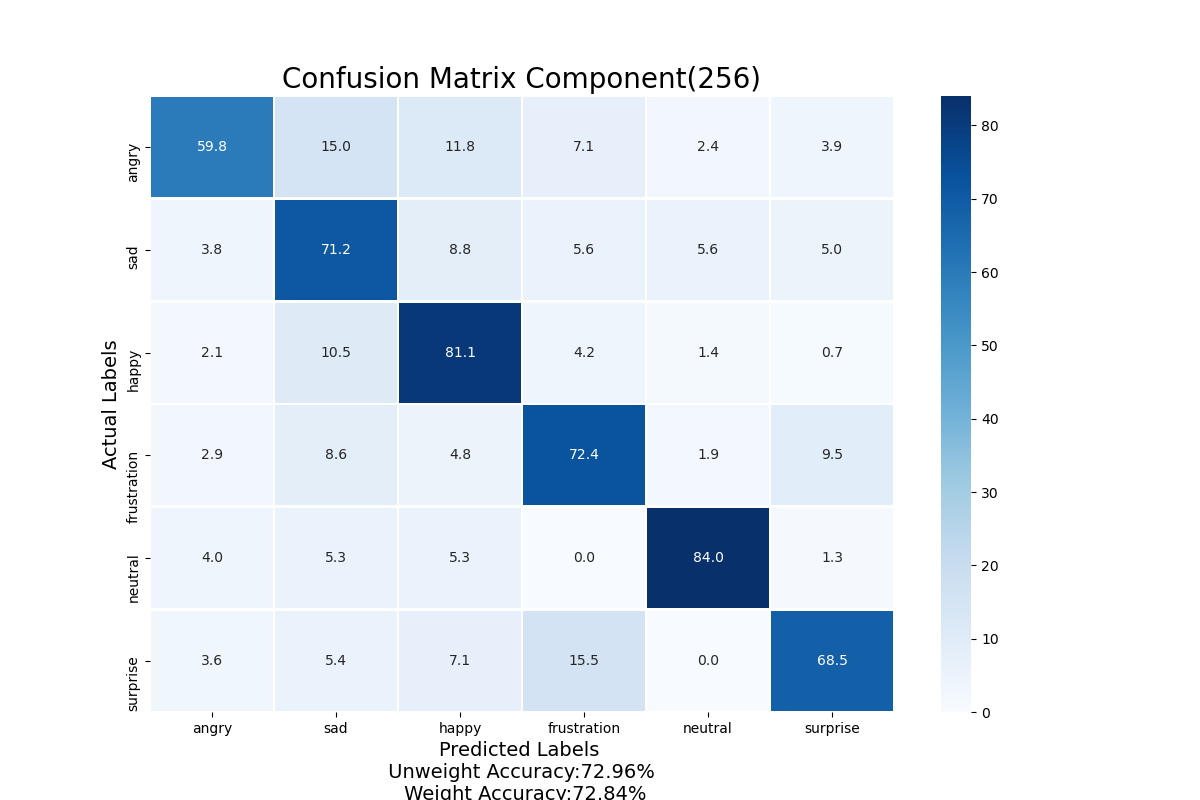 Confusion Matrix Component(256)
Actual Labels
angry 59.8 15.0 11.8 7.1 2.4 3.9
sad 3.8 71.2 8.8 5.6 5.6 5.0
happy 2.1 10.5 81.1 4.2 1.4 0.7
frustration 2.9 8.6 4.8 72.4 1.9 9.5
neutral 4.0 5.3 5.3 0.0 84.0 1.3
surprise 3.6 5.4 7.1 15.5 0.0 68.5
angry sad happy frustration neutral surprise
Predicted Labels
Unweight Accuracy:72.96%
Weight Accuracy:72.84%
80
70
60
50
40
30
20
10
0